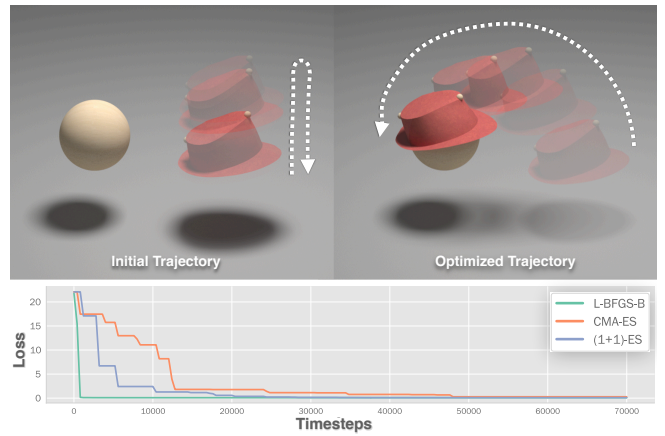 Initial Trajectory
Optimized Trajectory
Loss
20
15
10
5
0
L-BFGS-B
CMA-ES
(1+1)-ES
0
10000
20000
30000
40000
50000
60000
70000
Timesteps